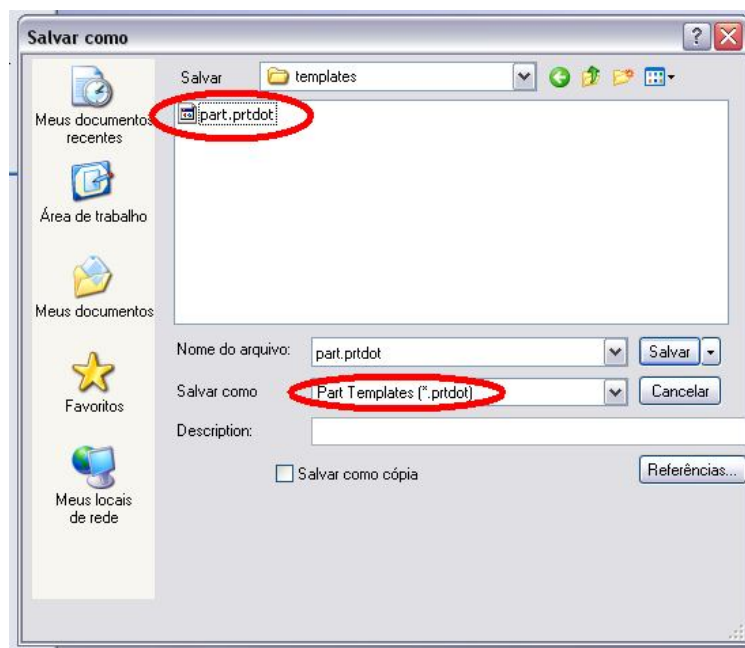 Salvar como
Salvar
templates
part.prtdot
Meus documentos
recentes
Área de trabalho
Meus documentos
Favoritos
Meus locais
de rede
Nome do arquivo:
part.prtdot
Salvar
Salvar como
Part Templates (*.prtdot)
Cancelar
Description:
Salvar como cópia
Referências...